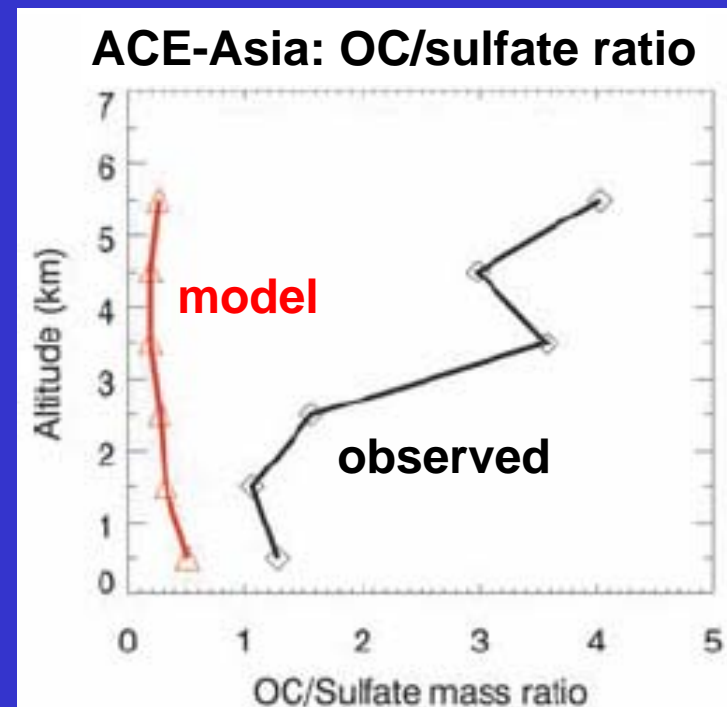 ACE-Asia: OC/sulfate ratio
7
6
5
4
3
2
1
0
Altitude (km)
model
observed
0 1 2 3 4 5
OC/Sulfate mass ratio